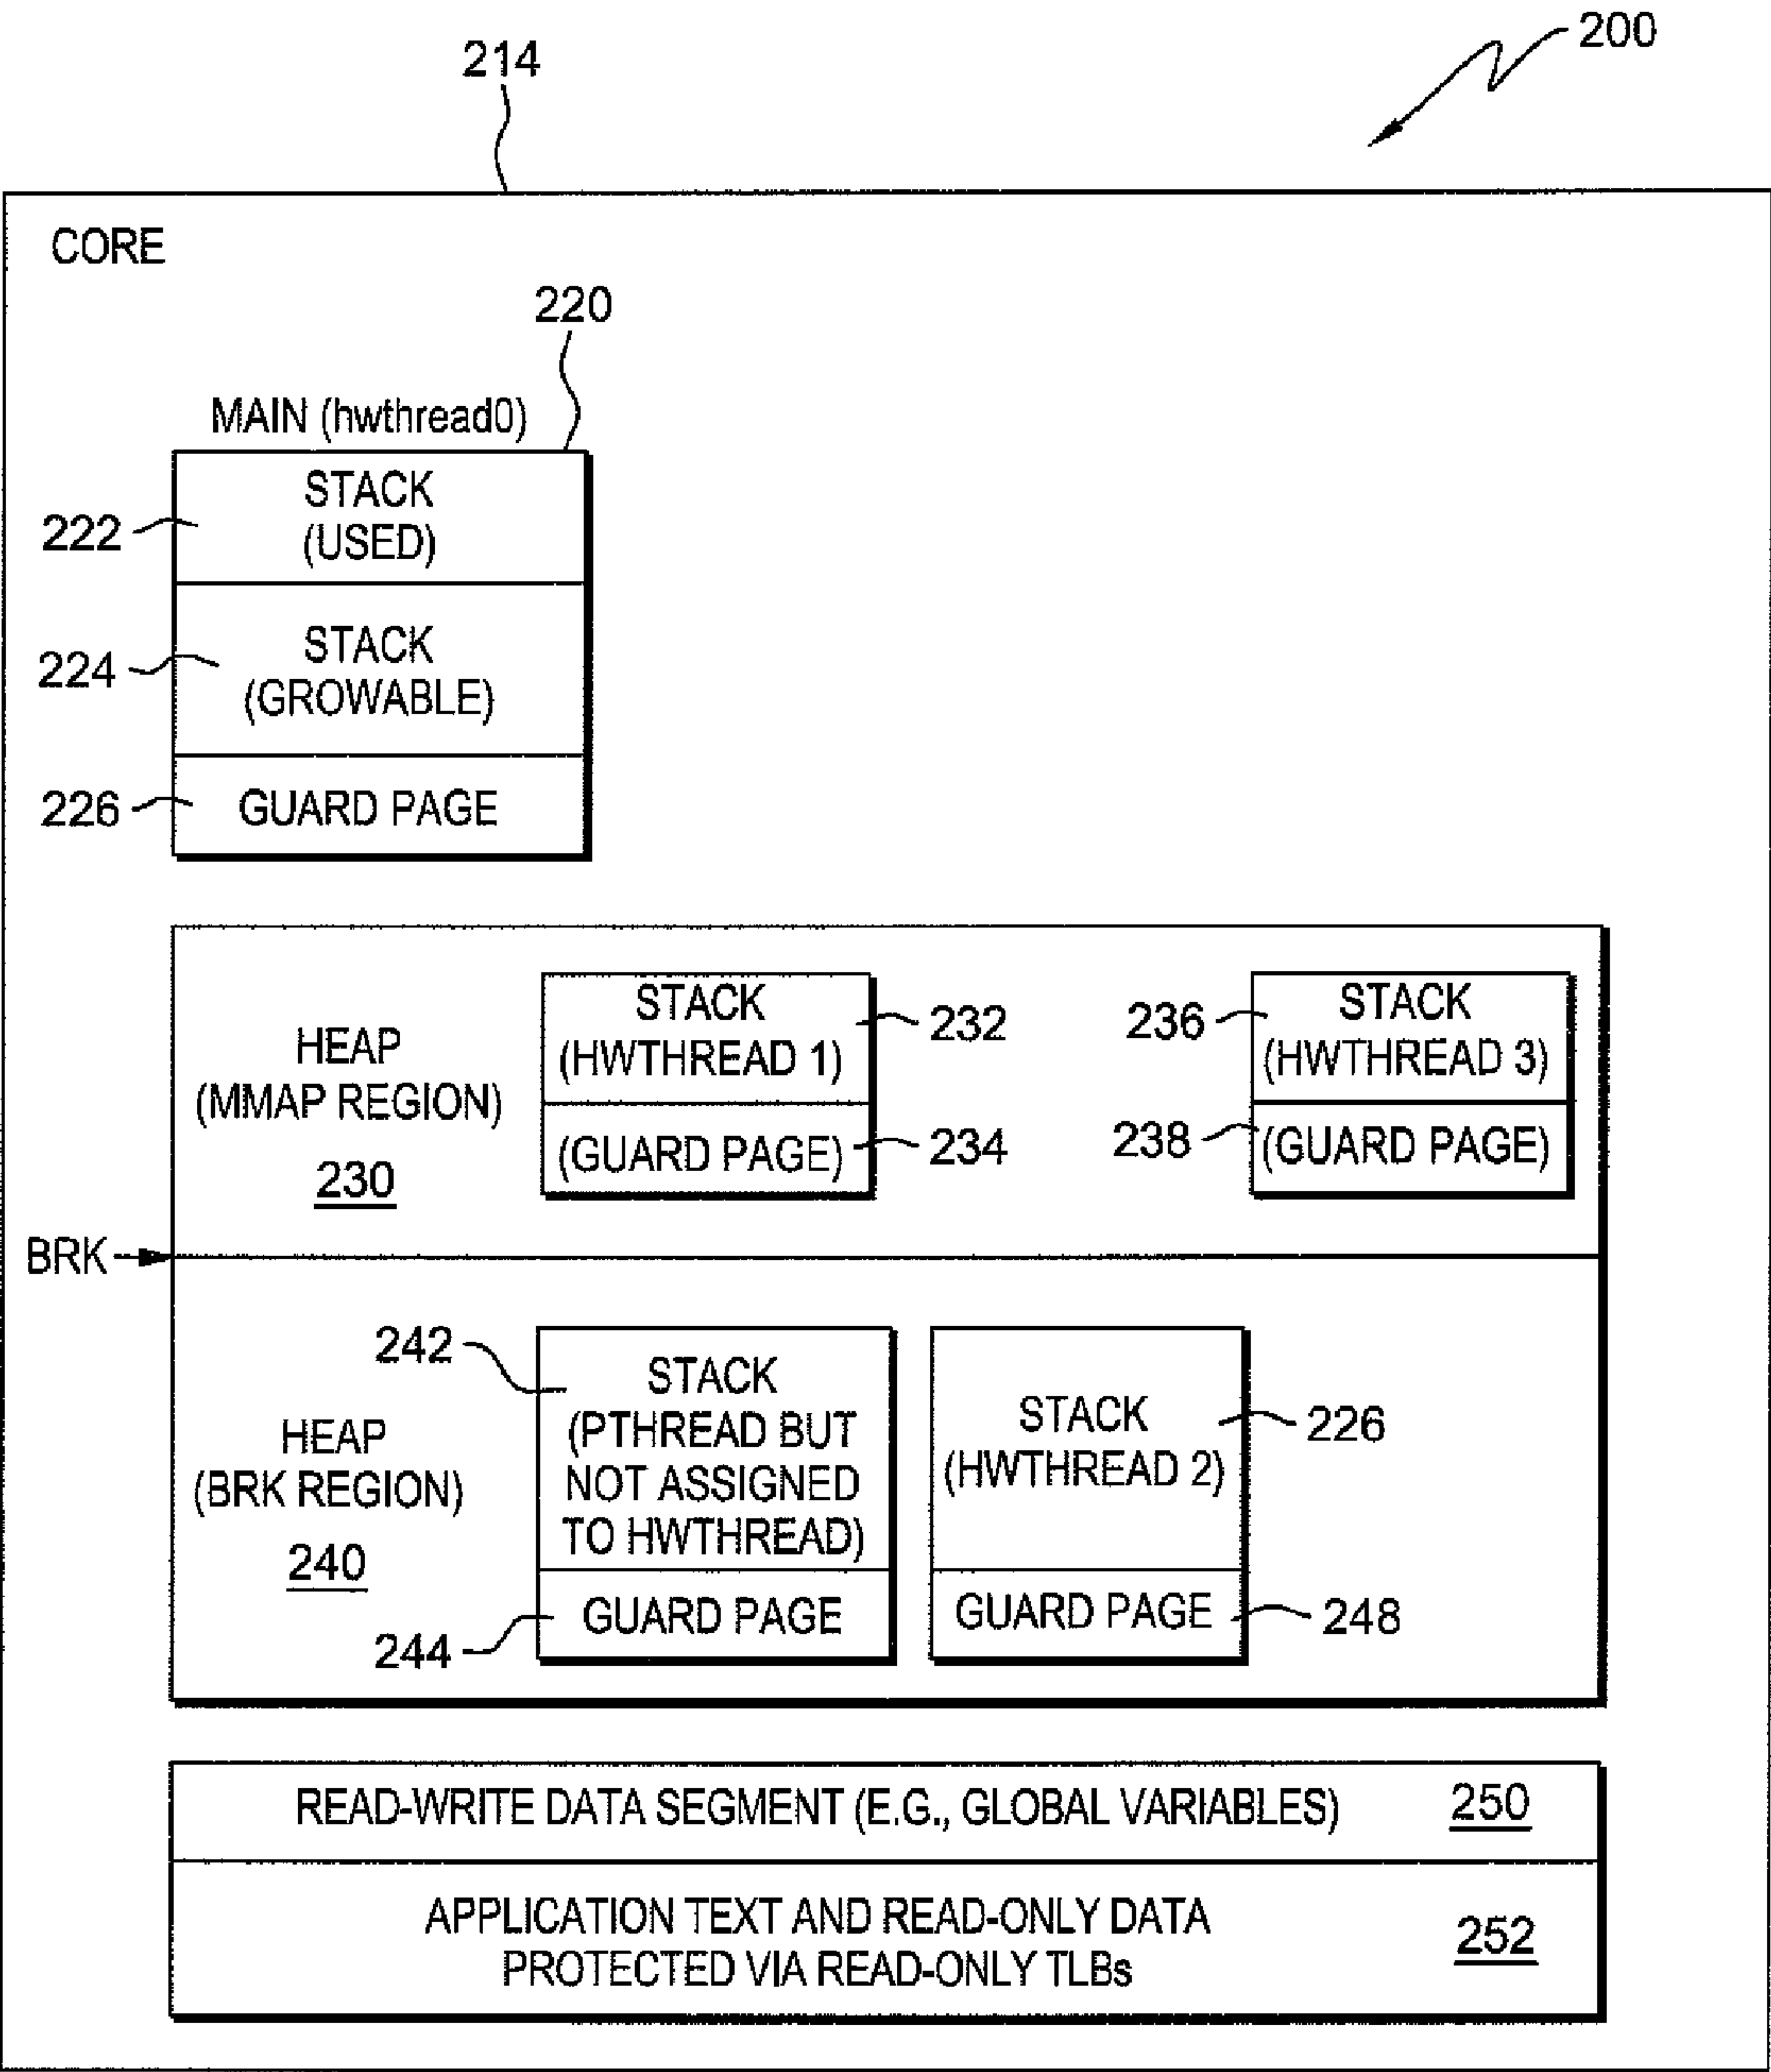 200
214
CORE
220
MAIN (hwthread0)
STACK
(USED)
222
STACK
(GROWABLE)
224
226
GUARD PAGE
HEAP
(MMAP REGION)
230
STACK
(HWTHREAD 1)
232
(GUARD PAGE)
234
236
STACK
(HWTHREAD 3)
238
(GUARD PAGE)
BRK
HEAP
(BRK REGION)
240
242
STACK
(PTHREAD BUT
NOT ASSIGNED
TO HWTHREAD)
244
GUARD PAGE
STACK
(HWTHREAD 2)
226
GUARD PAGE
248
READ-WRITE DATA SEGMENT (E.G., GLOBAL VARIABLES)
250
APPLICATION TEXT AND READ-ONLY DATA
PROTECTED VIA READ-ONLY TLBs
252